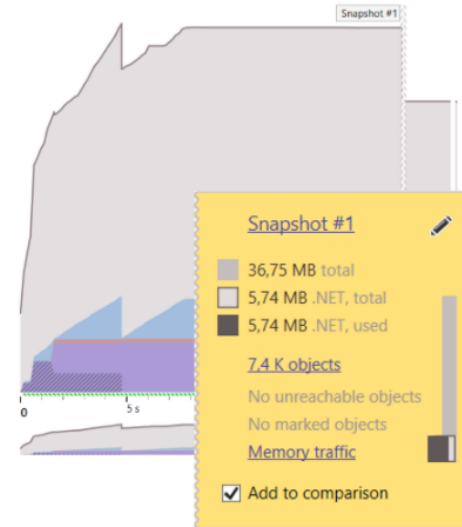 Snapshot #1
Snapshot #1
36,75 MB total
5,74 MB .NET, total
5,74 MB .NET, used
7.4 K objects
No unreachable objects
No marked objects
Memory traffic
Add to comparison
0
5 s